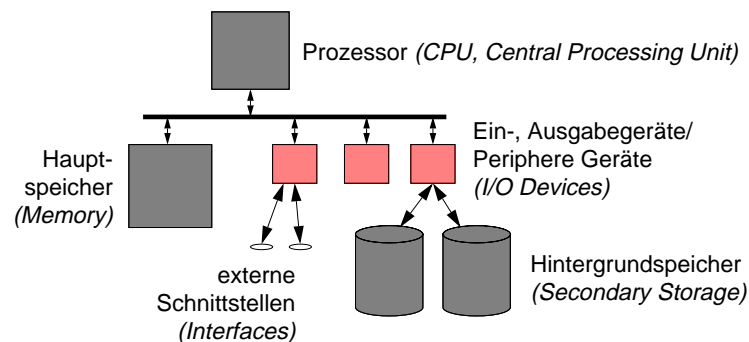 Prozessor (CPU, Central Processing Unit)
Haupt-
speicher
(Memory)
Ein-, Ausgabegeräte/
Periphere Geräte
(I/O Devices)
externe
Schnittstellen
(Interfaces)
Hintergrundspeicher
(Secondary Storage)